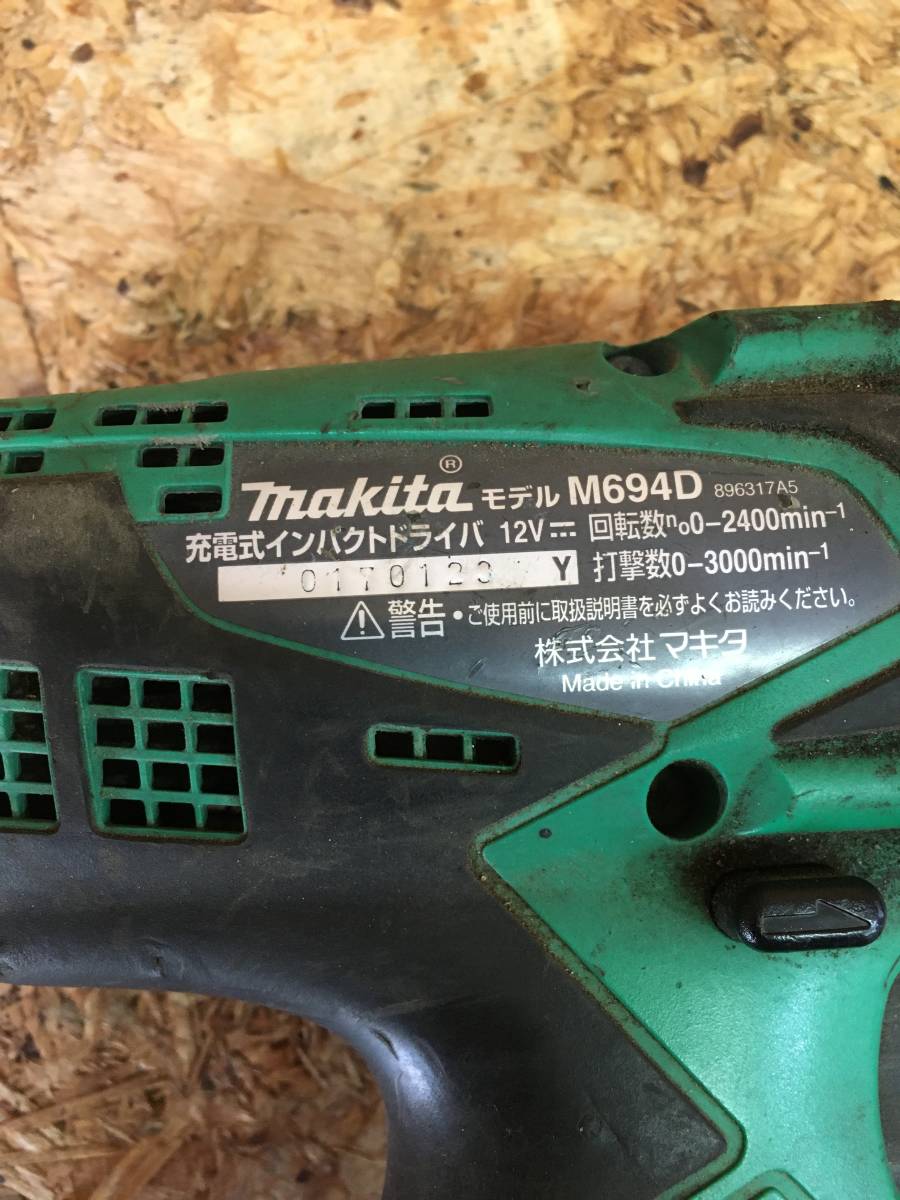 makita® モデル M694D 896317A5
充電式インパクトドライバ 12V⎓ 回転数n₀0-2400min⁻¹
0170123 Y 打撃数0-3000min⁻¹
⚠警告・ご使用前に取扱説明書を必ずよくお読みください。
株式会社 マキタ
Made in China